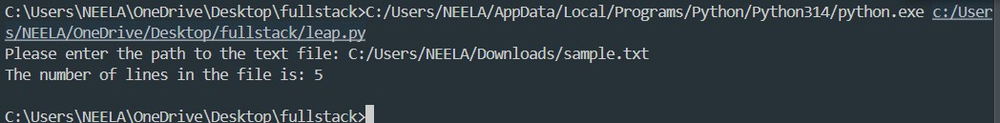 C:\Users\NEELA\OneDrive\Desktop\fullstack>C:/Users/NEELA/AppData/Local/Programs/Python/Python314/python.exe c:/User
s/NEELA/OneDrive/Desktop/fullstack/leap.py
Please enter the path to the text file: C:/Users/NEELA/Downloads/sample.txt
The number of lines in the file is: 5
C:\Users\NEELA\OneDrive\Desktop\fullstack>